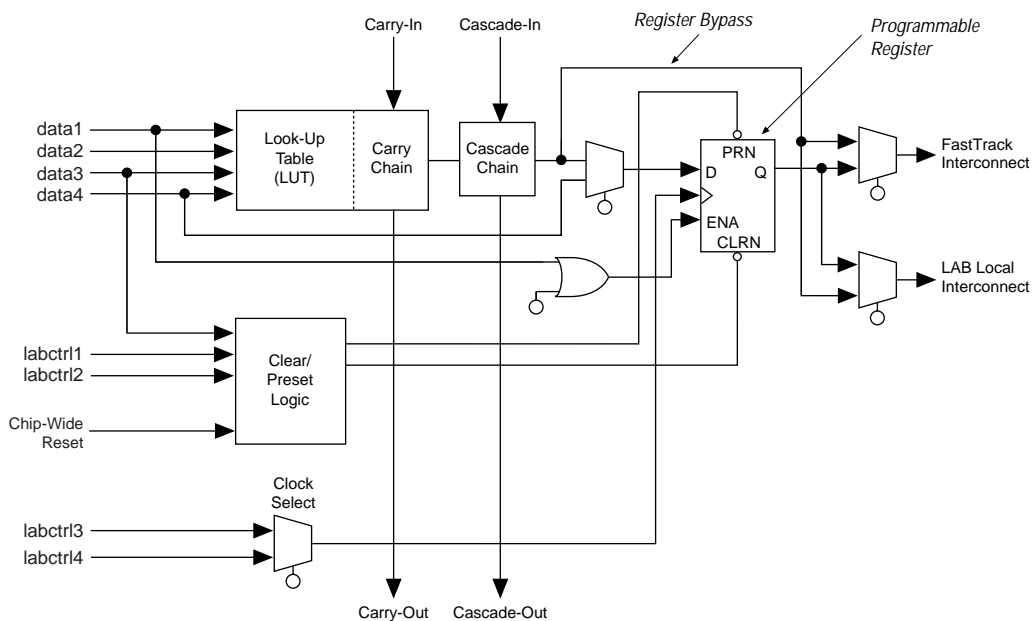 Carry-In
Cascade-In
Register Bypass
Programmable
Register
data1
data2
data3
data4
Look-Up
Table
(LUT)
Carry
Chain
Cascade
Chain
PRN
D
Q
ENA
CLRN
FastTrack
Interconnect
LAB Local
Interconnect
labctrl1
labctrl2
Chip-Wide
Reset
Clear/
Preset
Logic
Clock
Select
labctrl3
labctrl4
Carry-Out
Cascade-Out